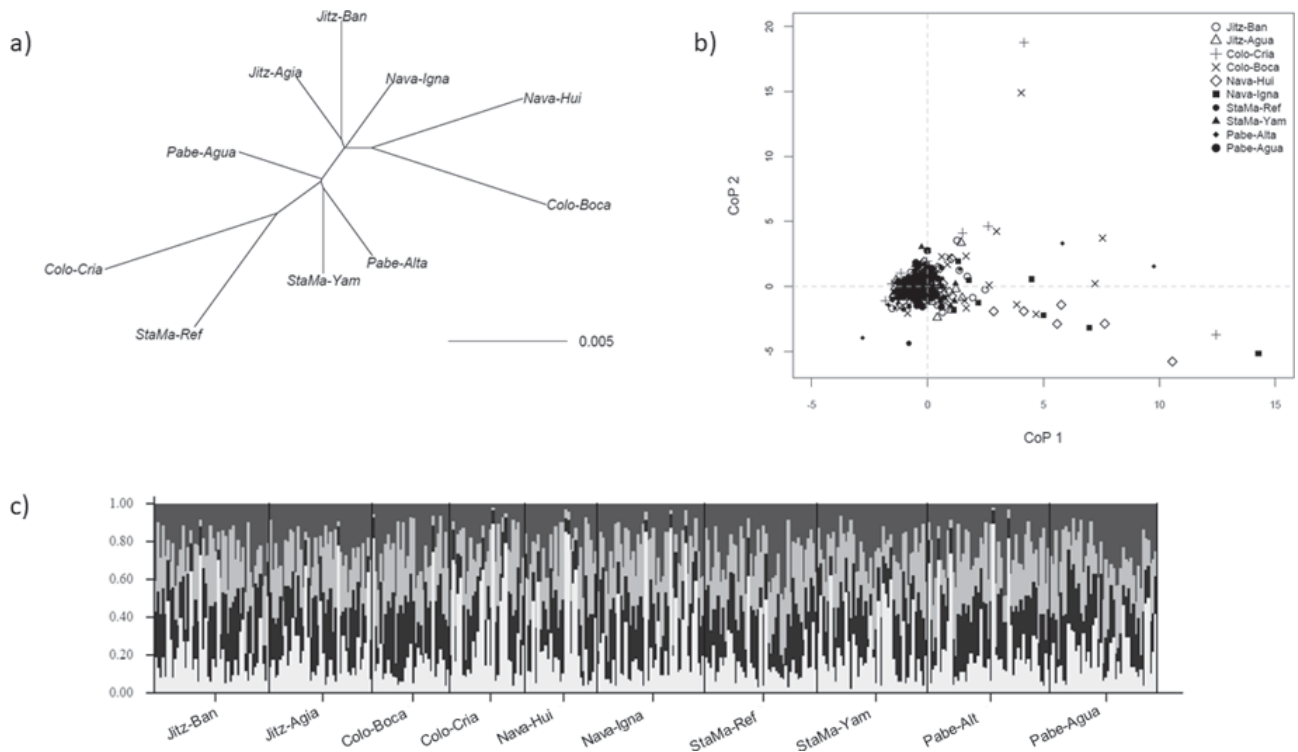 a)
Jitz-Ban
Jitz-Agia
Nava-Igna
Nava-Hui
Pabe-Agua
Colo-Boca
Colo-Cria
StaMa-Yam
Pabe-Alta
StaMa-Ref
0.005
b)
20
15
10
5
0
-5
CoP 2
-5
0
5
10
15
CoP 1
Jitz-Ban
Jitz-Agua
Colo-Cria
Colo-Boca
Nava-Hui
Nava-Igna
StaMa-Ref
StaMa-Yam
Pabe-Alta
Pabe-Agua
c)
1.00
0.80
0.60
0.40
0.20
0.00
Jitz-Ban
Jitz-Agia
Colo-Boca
Colo-Cria
Nava-Hui
Nava-Igna
StaMa-Ref
StaMa-Yam
Pabe-Alt
Pabe-Agua